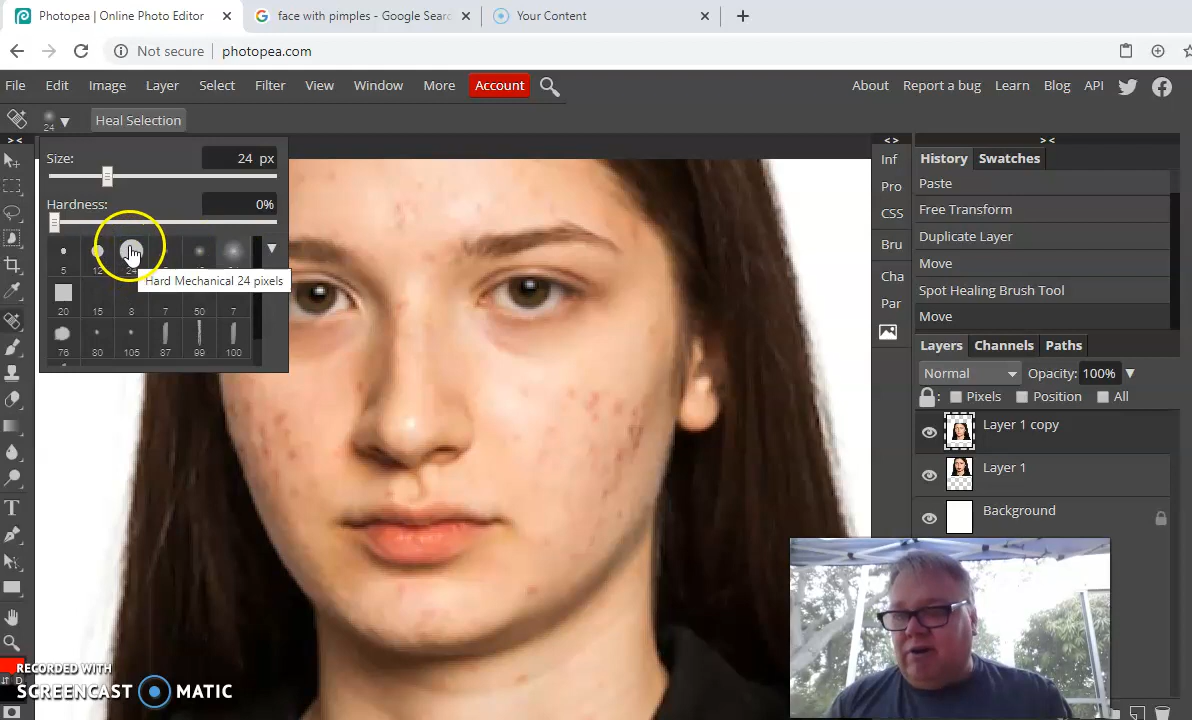 Photopea | Online Photo Editor
face with pimples - Google Searc
Your Content
Not secure
photopea.com
File Edit Image Layer Select Filter View Window More Account
About Report a bug Learn Blog API
24
Heal Selection
> <
< >
> <
Size: 24 px
Hardness: 0%
5 12
Hard Mechanical 24 pixels
20 15 8 7 50 7
76 80 105 87 99 100
Inf
Pro
CSS
Bru
Cha
Par
History Swatches
Paste
Free Transform
Duplicate Layer
Move
Spot Healing Brush Tool
Move
Layers Channels Paths
Normal Opacity: 100%
: Pixels Position All
Layer 1 copy
Layer 1
Background
D
RECORDED WITH
SCREENCAST MATIC